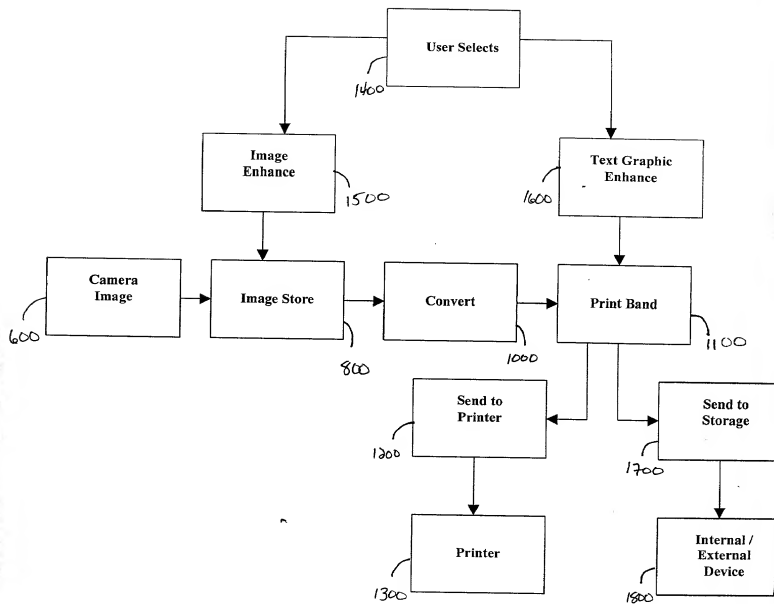 User Selects
1400
Image
Enhance
1500
Text Graphic
Enhance
1600
Camera
Image
600
Image Store
800
Convert
1000
Print Band
1100
Send to
Printer
1200
Send to
Storage
1700
Printer
1300
Internal /
External
Device
1800